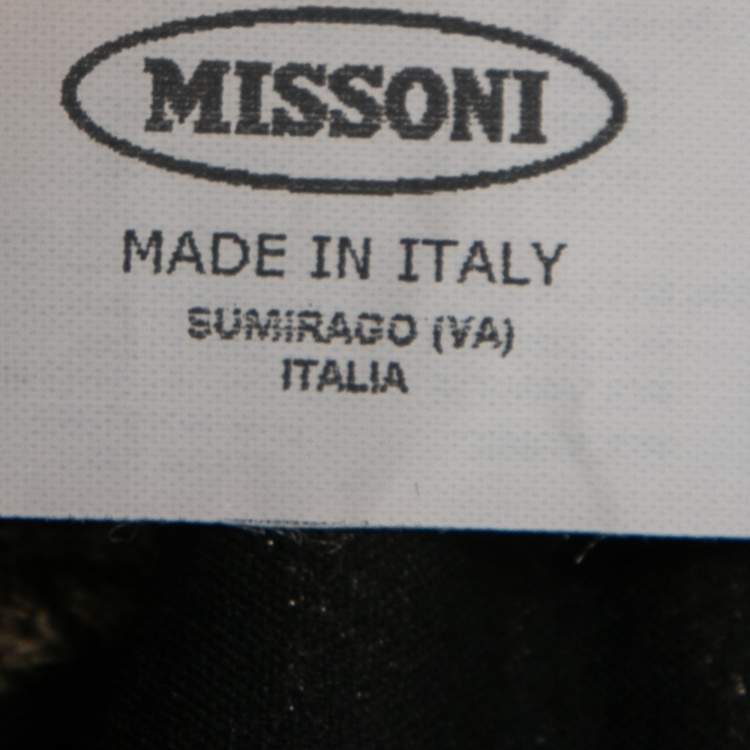 MISSONI
MADE IN ITALY
SUMIRAGO (VA)
ITALIA